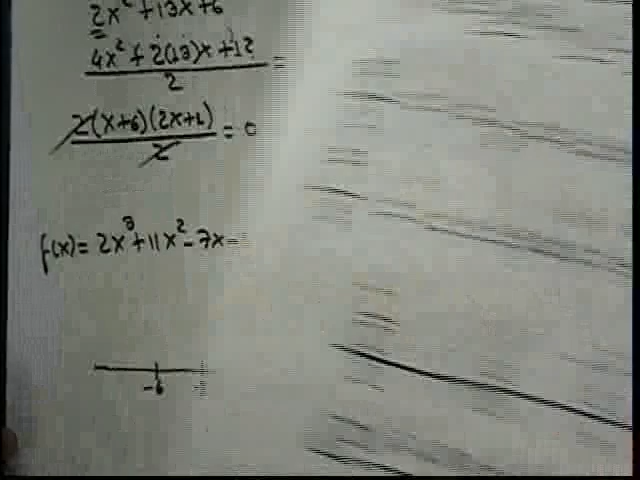 2x² + 13x + 6
4x² + 2(13)x + 12
2
=
2(x+6)(2x+1)
2
= 0
f(x) = 2x³ + 11x² - 7x -
-6